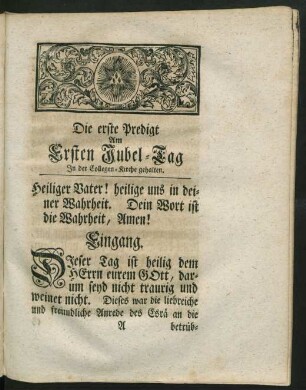 Die erste Predigt
Am
Ersten Jubel-Tag
In der Collegen-Kirche gehalten.
Heiliger Vater! heilige uns in dei-
ner Wahrheit. Dein Wort ist
die Wahrheit, Amen!
Eingang.
Dieser Tag ist heilig dem
HErrn eurem GOtt, dar-
um seyd nicht traurig und
weinet nicht. Dieses war die liebreiche
und freundliche Anrede des Esrä an die
A betrüb-